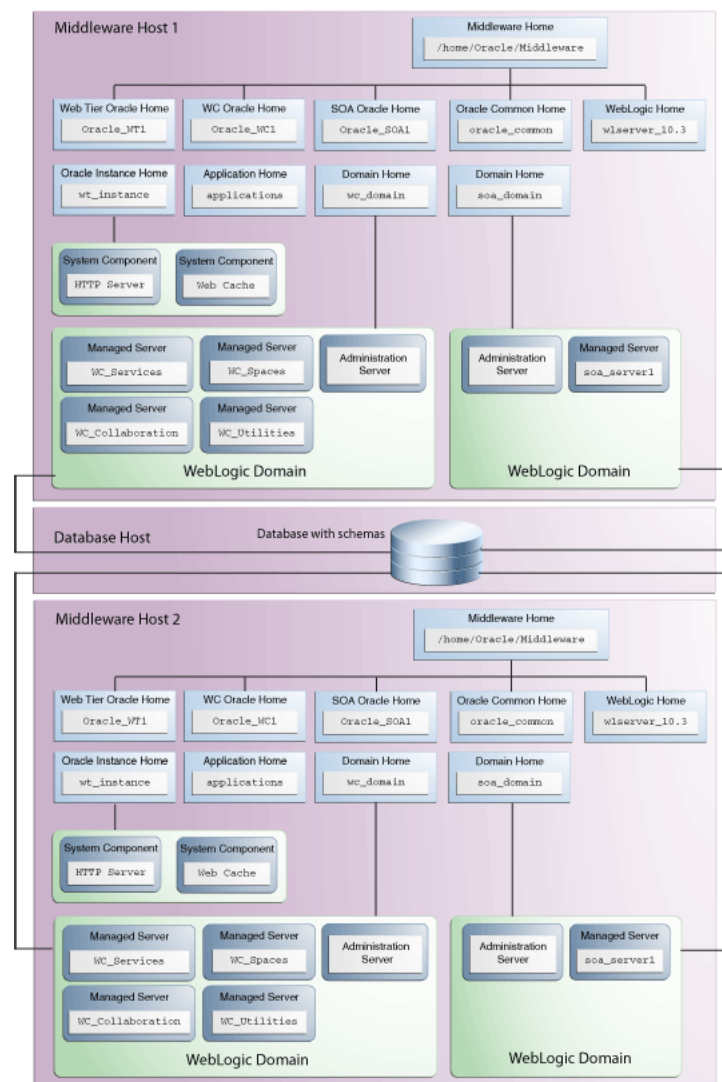 Middleware Host 1
Middleware Home
/home/Oracle/Middleware
Web Tier Oracle Home
WC Oracle Home
SOA Oracle Home
Oracle Common Home
WebLogic Home
Oracle_WT1
Oracle_WC1
Oracle_SOA1
oracle_common
wlserver_10.3
Oracle Instance Home
Application Home
Domain Home
Domain Home
wt_instance
applications
wc_domain
soa_domain
System Component
System Component
HTTP Server
Web Cache
Managed Server
WC_Services
Managed Server
WC_Spaces
Administration
Server
Managed Server
WC_Collaboration
Managed Server
WC_Utilities
WebLogic Domain
Administration
Server
Managed Server
soa_server1
WebLogic Domain
Database Host
Database with schemas
Middleware Host 2
Middleware Home
/home/Oracle/Middleware
Web Tier Oracle Home
WC Oracle Home
SOA Oracle Home
Oracle Common Home
WebLogic Home
Oracle_WT1
Oracle_WC1
Oracle_SOA1
oracle_common
wlserver_10.3
Oracle Instance Home
Application Home
Domain Home
Domain Home
wt_instance
applications
wc_domain
soa_domain
System Component
System Component
HTTP Server
Web Cache
Managed Server
WC_Services
Managed Server
WC_Spaces
Administration
Server
Managed Server
WC_Collaboration
Managed Server
WC_Utilities
WebLogic Domain
Administration
Server
Managed Server
soa_server1
WebLogic Domain